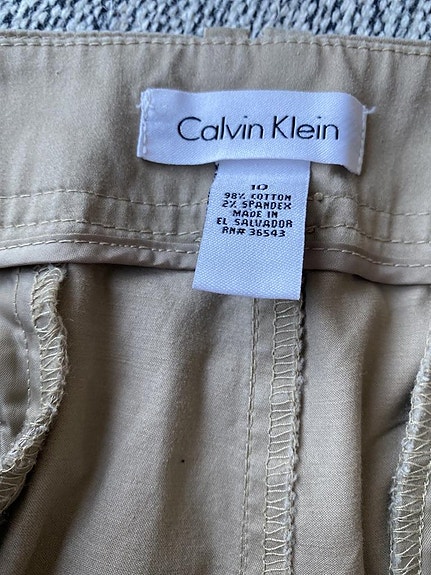 Calvin Klein
10
98% COTTON
2% SPANDEX
MADE IN
EL SALVADOR
RN# 36543